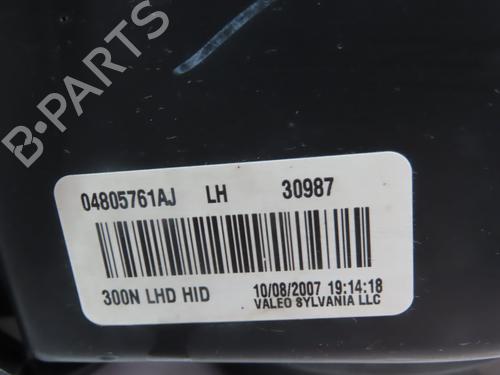 B-PARTS
04805761AJ LH 30987
300N LHD HID 10/08/2007 19:14:18
VALEO SYLVANIA LLC